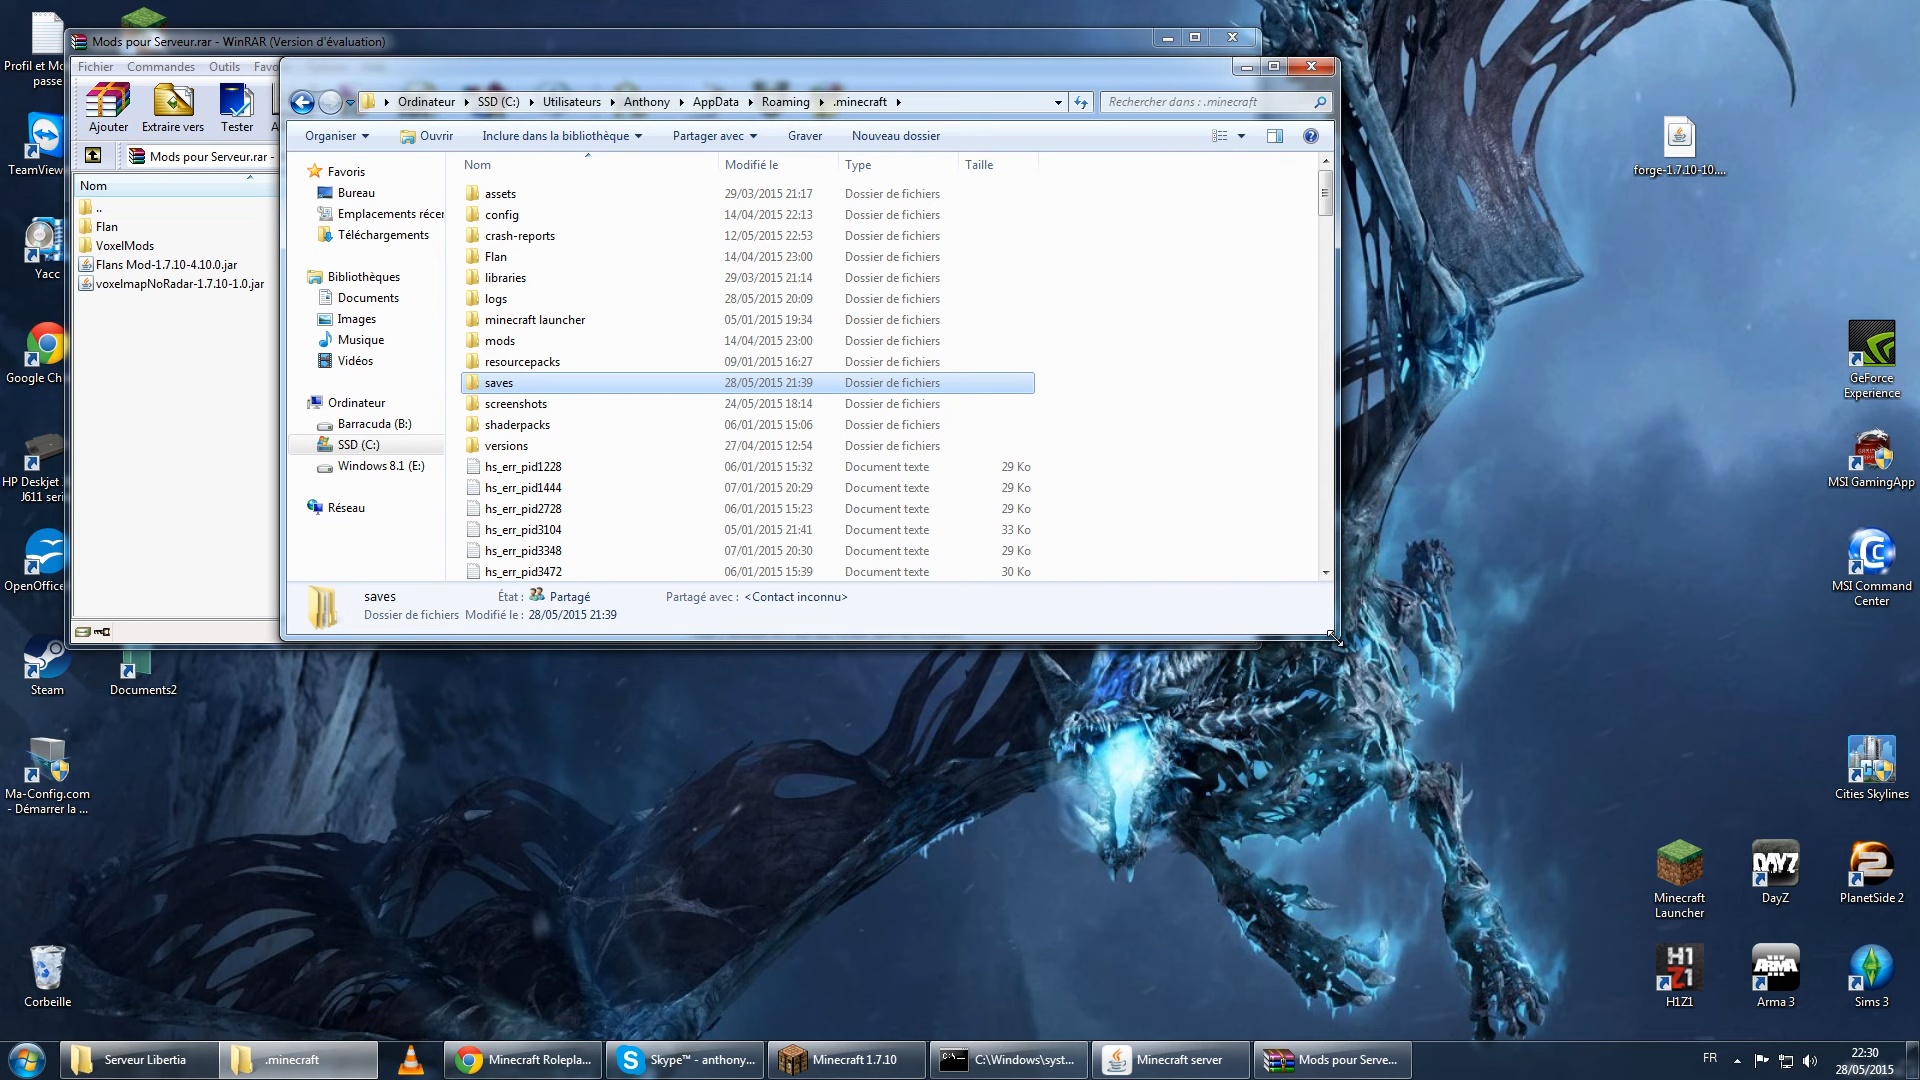 Profil et Mo
passe
TeamView
Yacc
Google Ch
HP Deskjet
J611 seri
OpenOffice
Steam
Documents2
Ma-Config.com
- Démarrer la ...
Corbeille
Mods pour Serveur.rar - WinRAR (Version d'évaluation)
Fichier Commandes Outils Favo
Ajouter
Extraire vers
Tester
Mods pour Serveur.rar -
Nom
..
Flan
VoxelMods
Flans Mod-1.7.10-4.10.0.jar
voxelmapNoRadar-1.7.10-1.0.jar
Ordinateur SSD (C:) Utilisateurs Anthony AppData Roaming .minecraft
Rechercher dans : .minecraft
Organiser Ouvrir Inclure dans la bibliothèque Partager avec Graver Nouveau dossier
Favoris
Bureau
Emplacements récer
Téléchargements
Bibliothèques
Documents
Images
Musique
Vidéos
Ordinateur
Barracuda (B:)
SSD (C:)
Windows 8.1 (E:)
Réseau
Nom Modifié le Type Taille
assets 29/03/2015 21:17 Dossier de fichiers
config 14/04/2015 22:13 Dossier de fichiers
crash-reports 12/05/2015 22:53 Dossier de fichiers
Flan 14/04/2015 23:00 Dossier de fichiers
libraries 29/03/2015 21:14 Dossier de fichiers
logs 28/05/2015 20:09 Dossier de fichiers
minecraft launcher 05/01/2015 19:34 Dossier de fichiers
mods 14/04/2015 23:00 Dossier de fichiers
resourcepacks 09/01/2015 16:27 Dossier de fichiers
saves 28/05/2015 21:39 Dossier de fichiers
screenshots 24/05/2015 18:14 Dossier de fichiers
shaderpacks 06/01/2015 15:06 Dossier de fichiers
versions 27/04/2015 12:54 Dossier de fichiers
hs_err_pid1228 06/01/2015 15:32 Document texte 29 Ko
hs_err_pid1444 07/01/2015 20:29 Document texte 29 Ko
hs_err_pid2728 06/01/2015 15:23 Document texte 29 Ko
hs_err_pid3104 05/01/2015 21:41 Document texte 33 Ko
hs_err_pid3348 07/01/2015 20:30 Document texte 29 Ko
hs_err_pid3472 06/01/2015 15:39 Document texte 30 Ko
saves État : Partagé Partagé avec : <Contact inconnu>
Dossier de fichiers Modifié le : 28/05/2015 21:39
forge-1.7.10-10....
GeForce
Experience
MSI GamingApp
MSI Command
Center
Cities Skylines
Minecraft
Launcher
DAYZ
DayZ
PlanetSide 2
H1Z1
H1Z1
ARMA
Arma 3
Sims 3
Serveur Libertia
.minecraft
Minecraft Rolepla...
Skype™ - anthony...
Minecraft 1.7.10
C:\Windows\syst...
Minecraft server
Mods pour Serve...
FR
22:30
28/05/2015